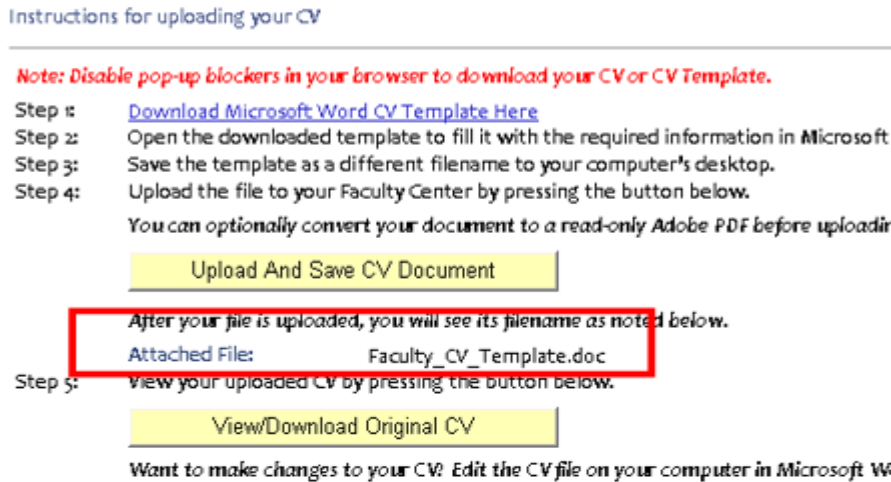 Instructions for uploading your CV
Note: Disable pop-up blockers in your browser to download your CV or CV Template.
Step 1: Download Microsoft Word CV Template Here
Step 2: Open the downloaded template to fill it with the required information in Microsoft
Step 3: Save the template as a different filename to your computer's desktop.
Step 4: Upload the file to your Faculty Center by pressing the button below.
You can optionally convert your document to a read-only Adobe PDF before
Upload And Save CV Document
After your file is uploaded, you will see its filename as noted below.
Attached File: Faculty_CV_Template.doc
Step 5: View your uploaded CV by pressing the button below.
View/Download Original CV
Want to make changes to your CV? Edit the CV file on your computer in Microsoft